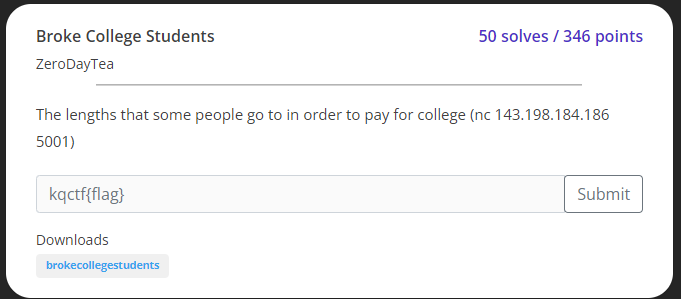 Broke College Students
50 solves / 346 points
ZeroDayTea
The lengths that some people go to in order to pay for college (nc 143.198.184.186
5001)
kqctf{flag}
Submit
Downloads
brokecollegestudents